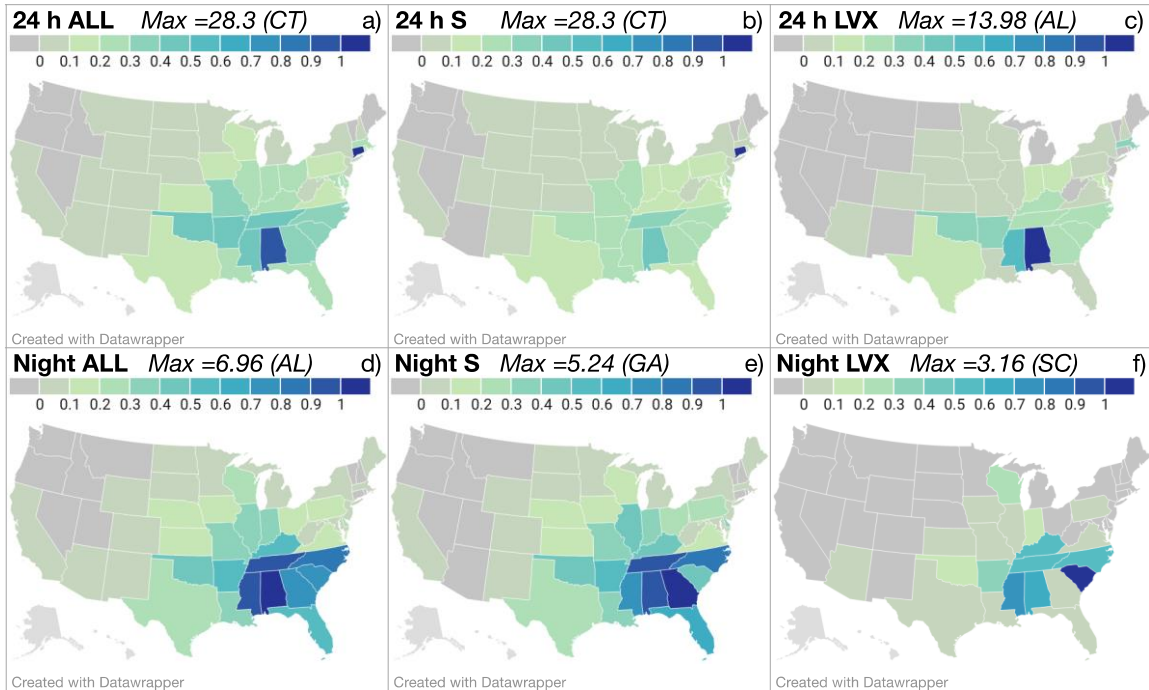 24 h ALL Max =28.3 (CT) a)
0 0.1 0.2 0.3 0.4 0.5 0.6 0.7 0.8 0.9 1
Created with Datawrapper
24 h S Max =28.3 (CT) b)
0 0.1 0.2 0.3 0.4 0.5 0.6 0.7 0.8 0.9 1
Created with Datawrapper
24 h LVX Max =13.98 (AL) c)
0 0.1 0.2 0.3 0.4 0.5 0.6 0.7 0.8 0.9 1
Created with Datawrapper
Night ALL Max =6.96 (AL) d)
0 0.1 0.2 0.3 0.4 0.5 0.6 0.7 0.8 0.9 1
Created with Datawrapper
Night S Max =5.24 (GA) e)
0 0.1 0.2 0.3 0.4 0.5 0.6 0.7 0.8 0.9 1
Created with Datawrapper
Night LVX Max =3.16 (SC) f)
0 0.1 0.2 0.3 0.4 0.5 0.6 0.7 0.8 0.9 1
Created with Datawrapper